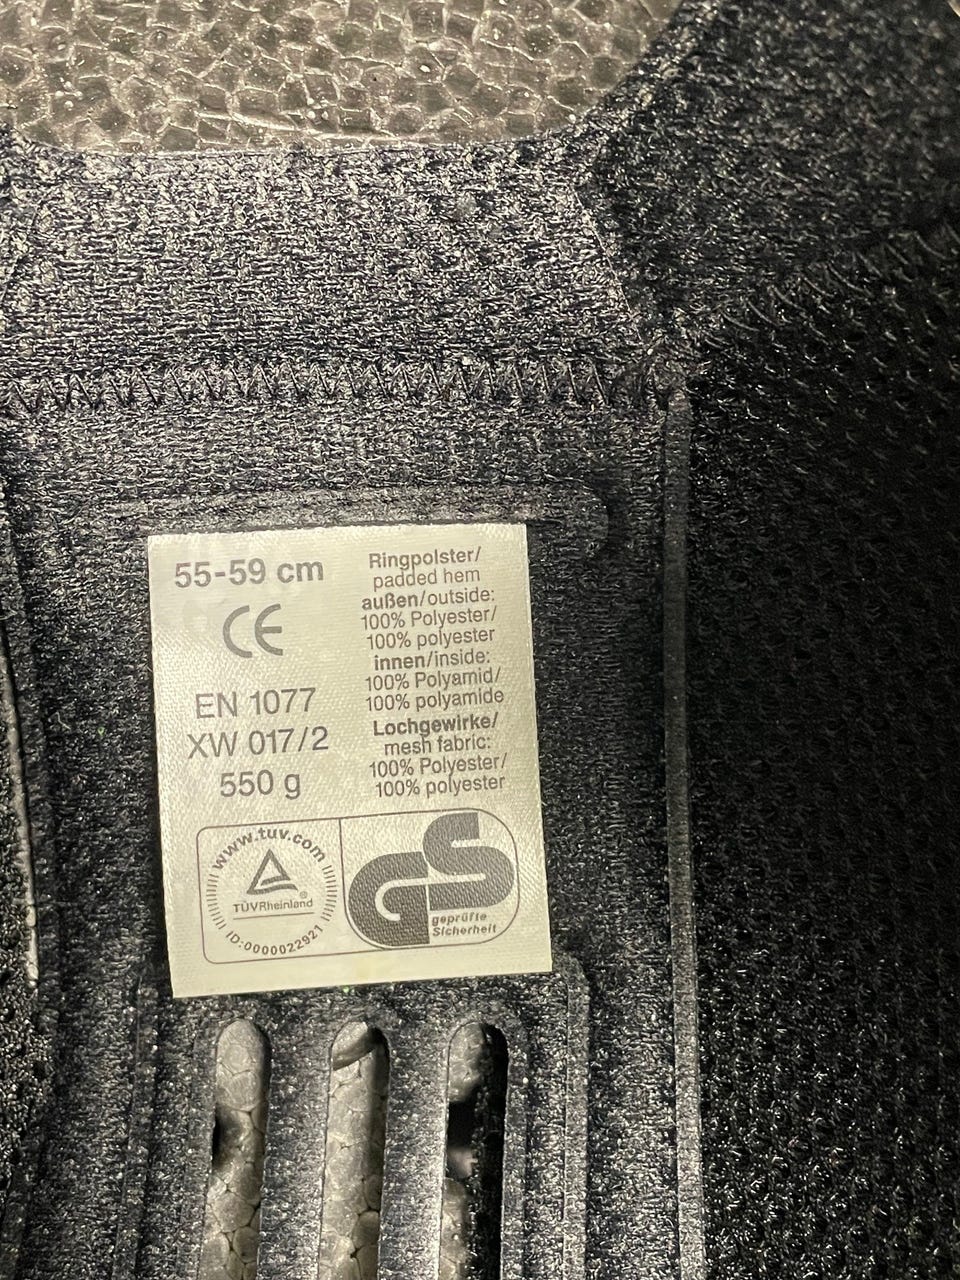 55-59 cm
CE
EN 1077
XW 017/2
550 g
Ringpolster/
padded hem
außen/outside:
100% Polyester/
100% polyester
innen/inside:
100% Polyamid/
100% polyamide
Lochgewirke/
mesh fabric:
100% Polyester/
100% polyester
www.tuv.com
TÜVRheinland®
ID:0000022921
GS
geprüfte
Sicherheit